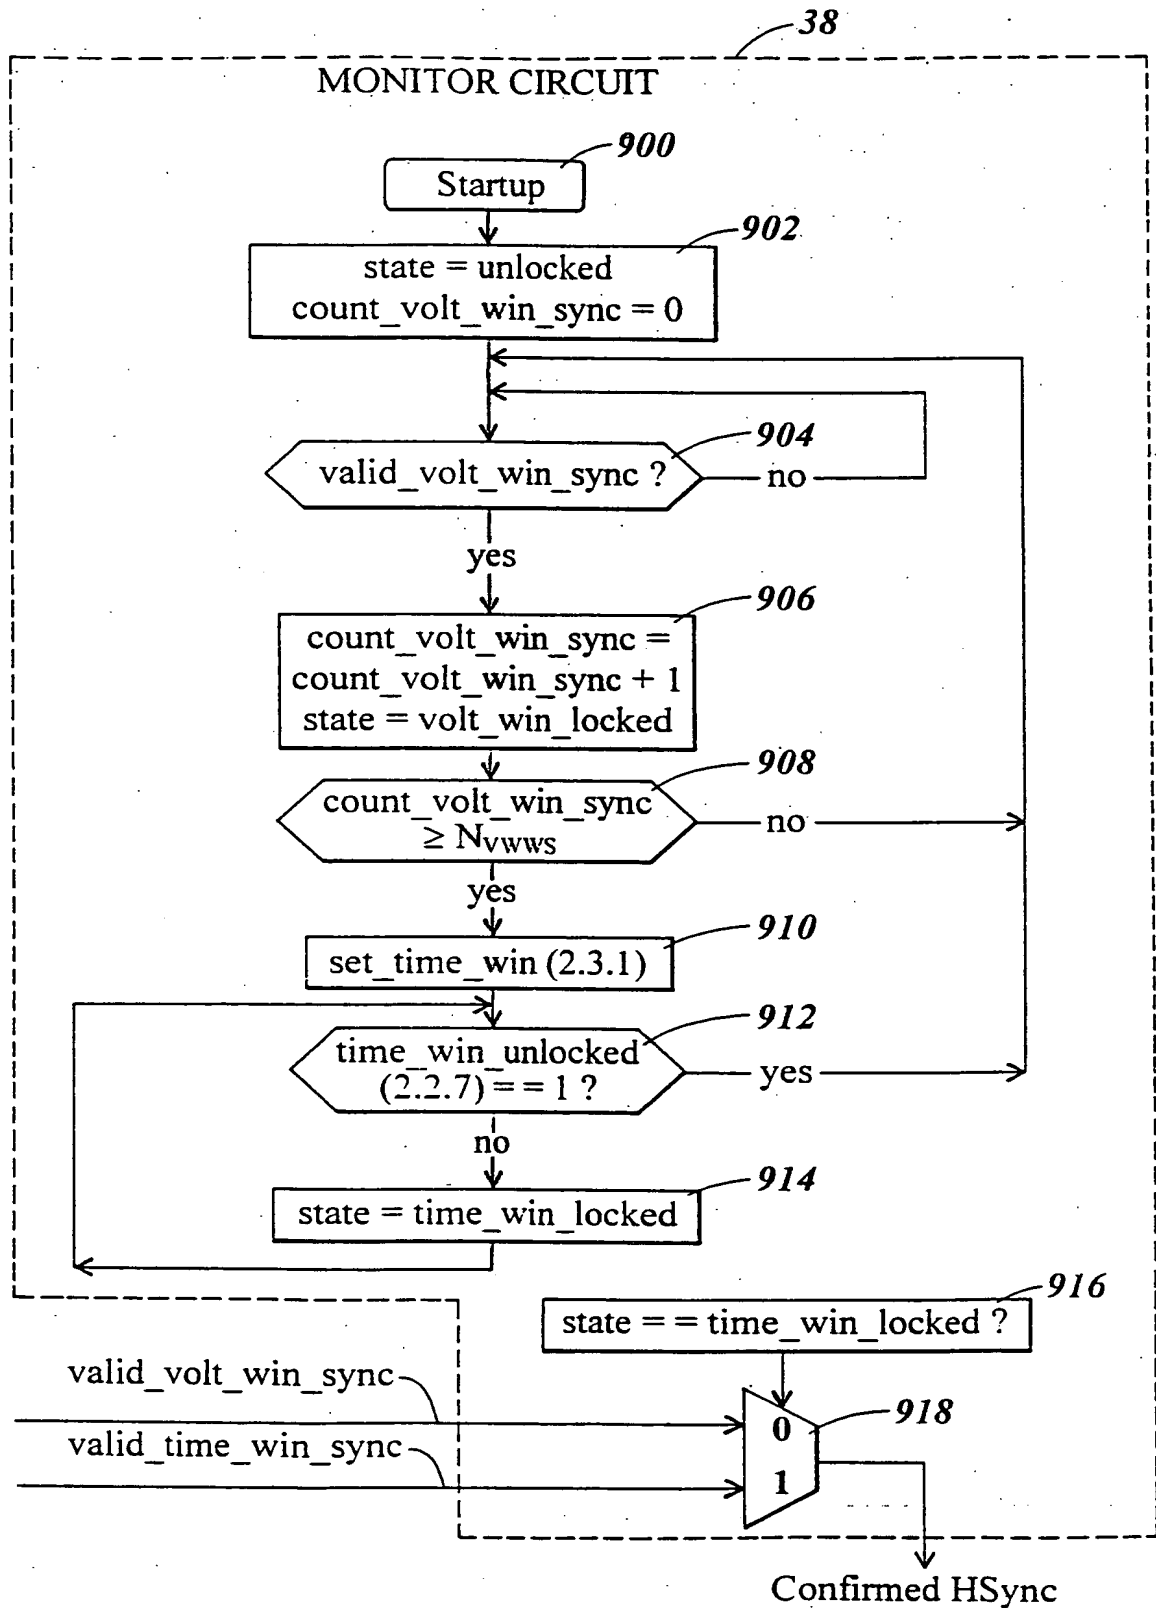 38
MONITOR CIRCUIT
900
Startup
902
state = unlocked
count_volt_win_sync = 0
904
valid_volt_win_sync ?
no
yes
906
count_volt_win_sync =
count_volt_win_sync + 1
state = volt_win_locked
908
count_volt_win_sync
≥ NVWWS
no
yes
910
set_time_win (2.3.1)
912
time_win_unlocked
(2.2.7) = = 1 ?
yes
no
914
state = time_win_locked
916
state = = time_win_locked ?
valid_volt_win_sync
918
0
valid_time_win_sync
1
Confirmed HSync